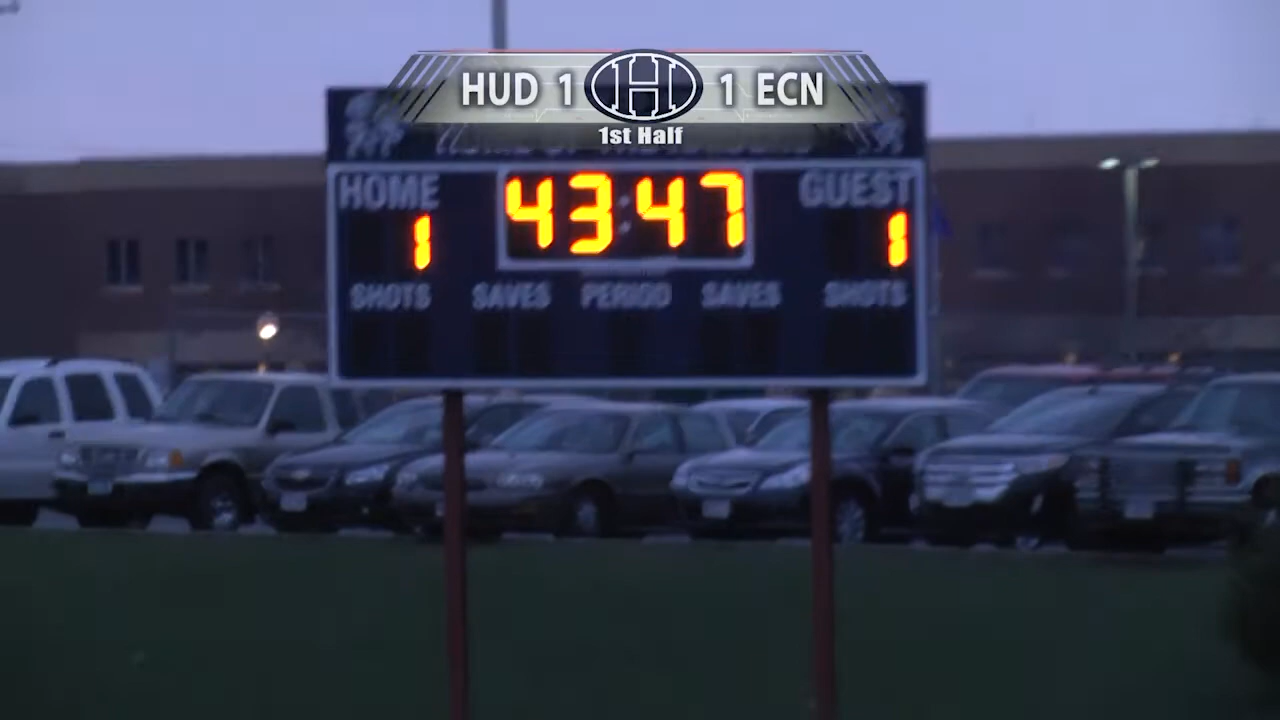 HUD 1 H 1 ECN
1st Half
HOME 43:47 GUEST
1 1
SHOTS SAVES PERIOD SAVES SHOTS